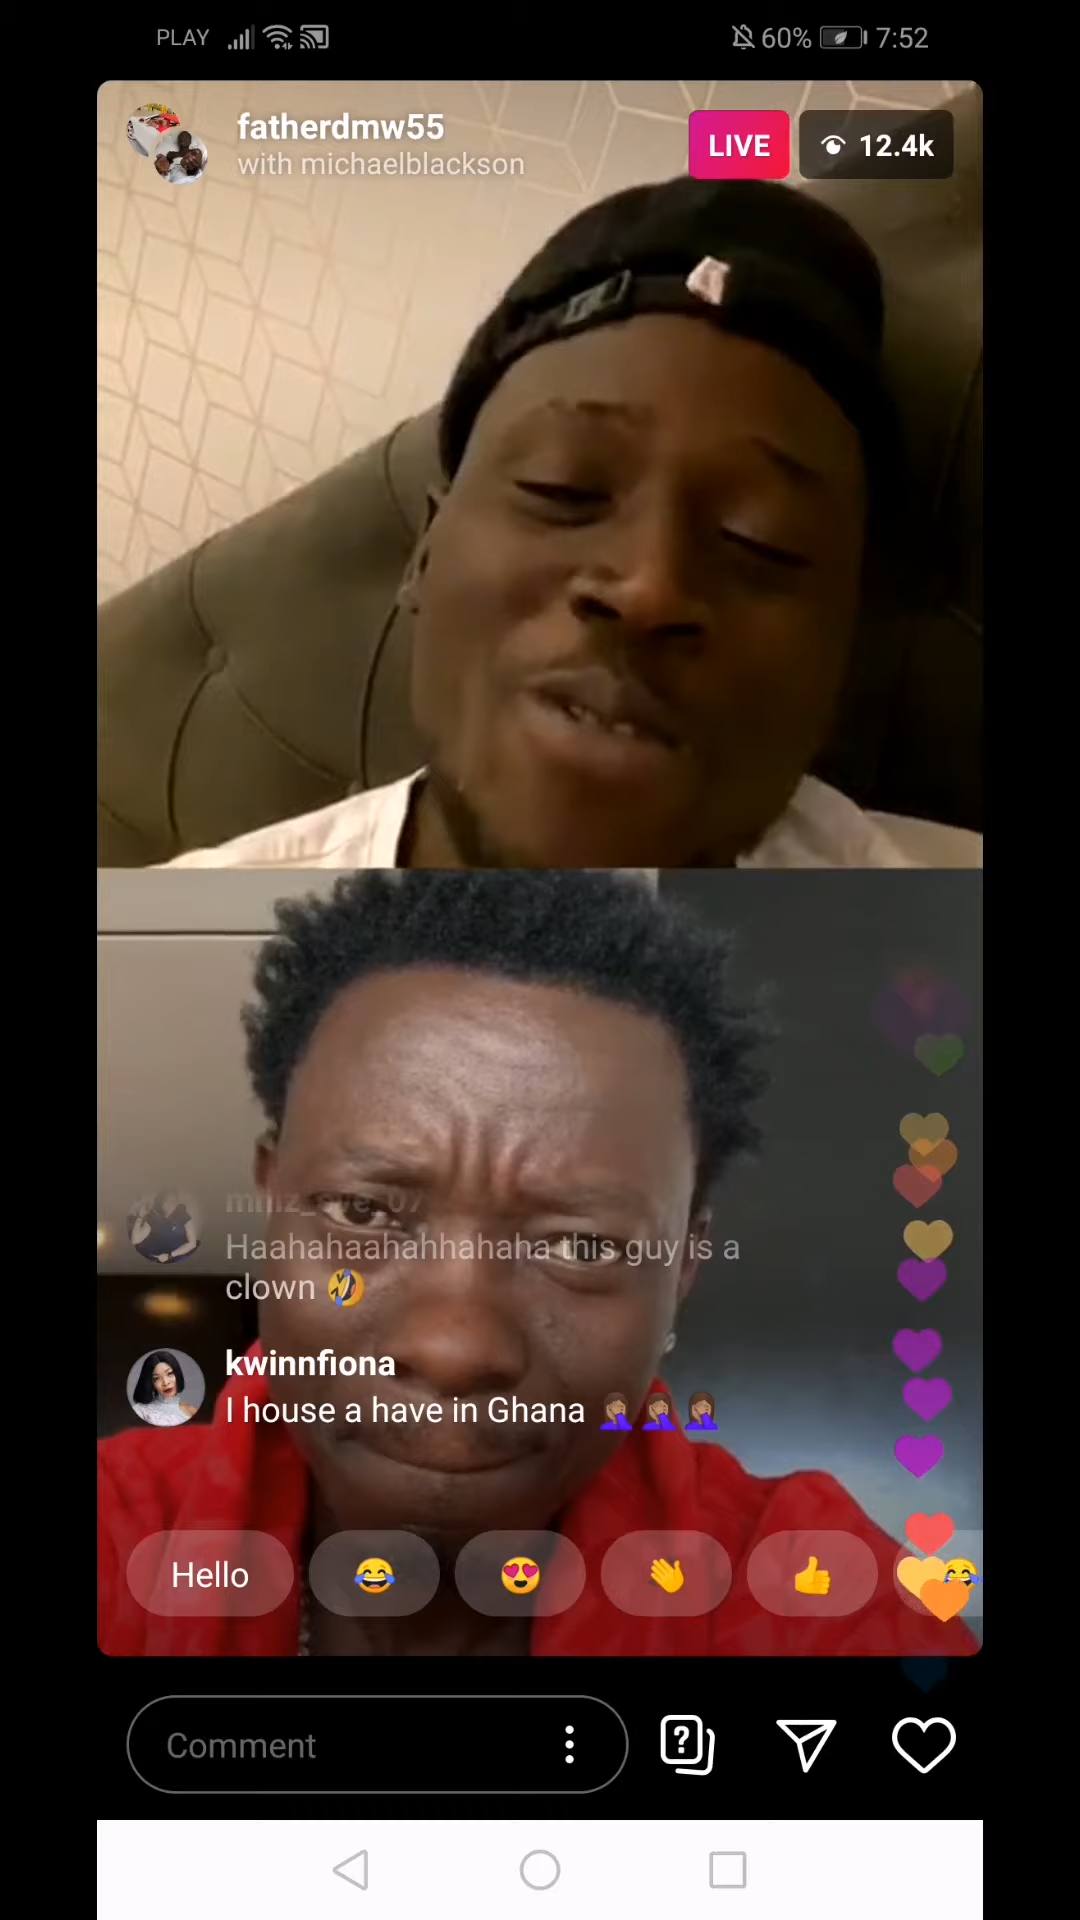 PLAY 60% 7:52
fatherdmw55
with michaelblackson
LIVE 12.4k
Haahahaahahhahaha this guy is a
clown 🤣
kwinnfiona
I house a have in Ghana 🤦🏽‍♀️🤦🏽‍♀️🤦🏽‍♀️
Hello 😂 😍 👏 👍 😂
Comment